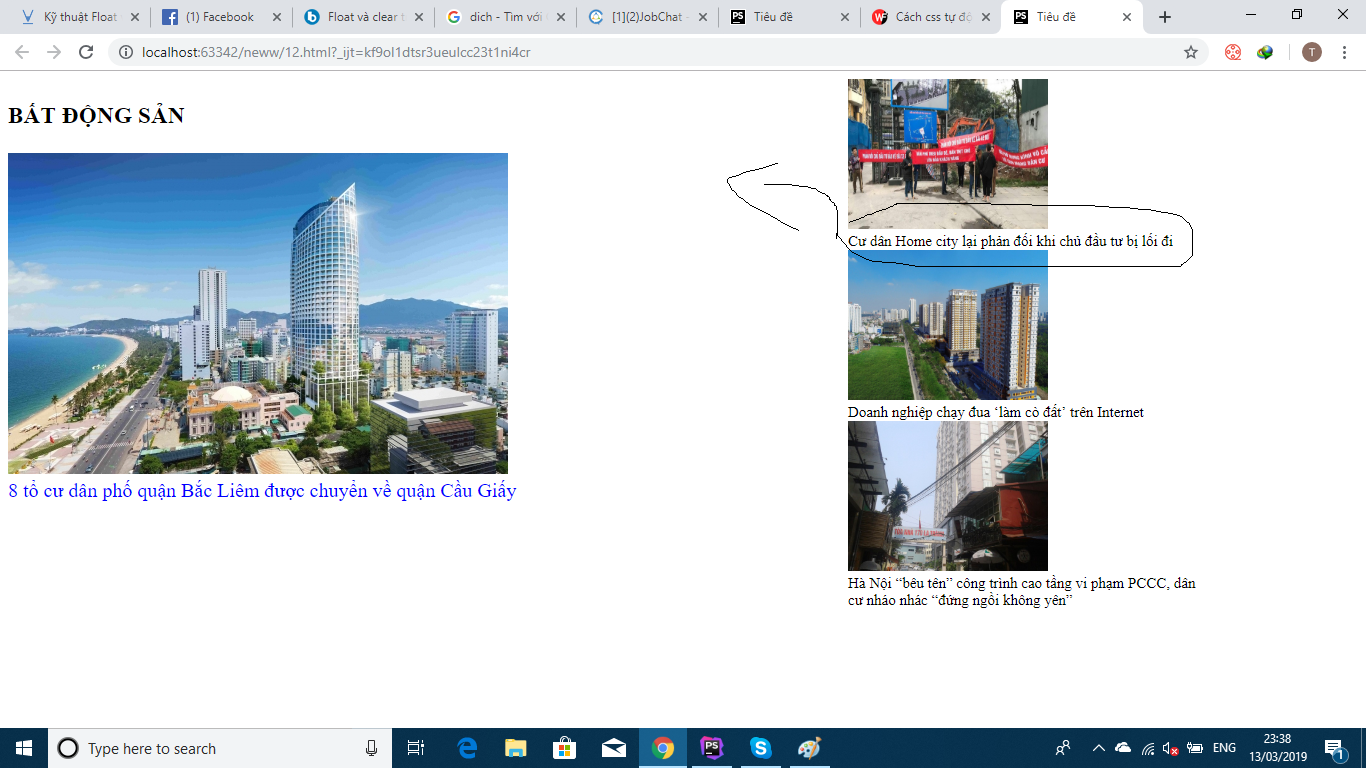 Kỹ thuật Float
(1) Facebook
Float và clear t
dich - Tìm với
[1](2)JobChat -
Tiêu đề
Cách css tự độ
Tiêu đề
localhost:63342/neww/12.html?_ijt=kf9ol1dtsr3ueulcc23t1ni4cr
T
BẤT ĐỘNG SẢN
8 tổ cư dân phố quận Bắc Liêm được chuyển về quận Cầu Giấy
Cư dân Home city lại phản đối khi chủ đầu tư bị lối đi
Doanh nghiệp chạy đua ‘làm cò đất’ trên Internet
Hà Nội “bêu tên” công trình cao tầng vi phạm PCCC, dân
cư nháo nhác “đứng ngồi không yên”
Type here to search
ENG
23:38
13/03/2019
1